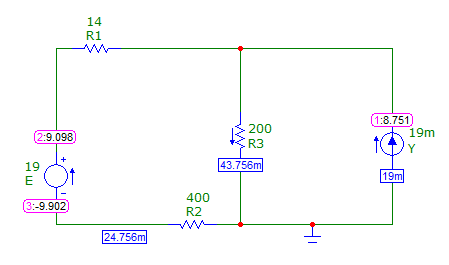 14
R1
2:9.098
1:8.751
200
R3
19m
Y
43.756m
19
E
+
-
19m
400
3:-9.902
R2
24.756m